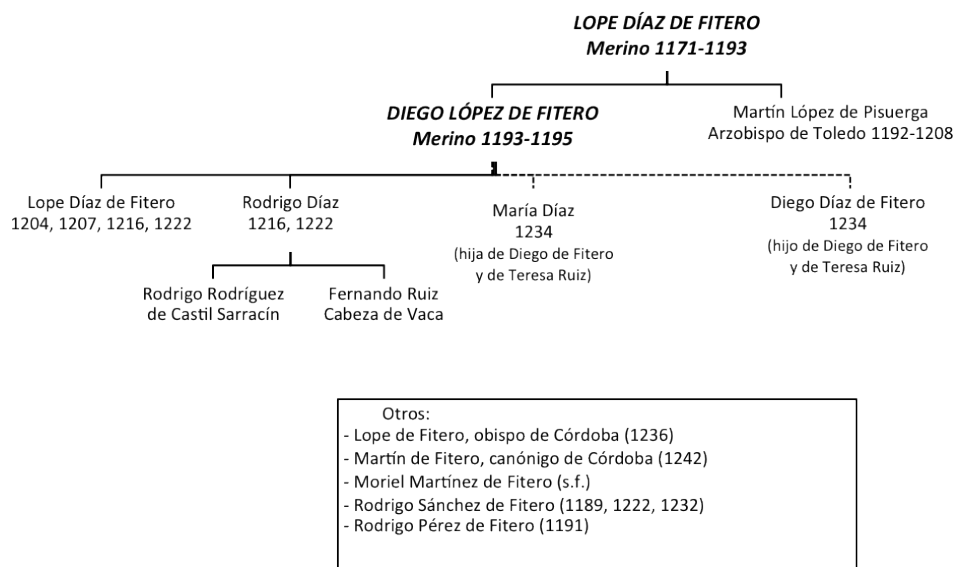 LOPE DÍAZ DE FITERO
Merino 1171-1193
DIEGO LÓPEZ DE FITERO
Merino 1193-1195
Martín López de Pisuerga
Arzobispo de Toledo 1192-1208
Lope Díaz de Fitero
1204, 1207, 1216, 1222
Rodrigo Díaz
1216, 1222
María Díaz
1234
(hija de Diego de Fitero
y de Teresa Ruiz)
Diego Díaz de Fitero
1234
(hijo de Diego de Fitero
y de Teresa Ruiz)
Rodrigo Rodríguez
de Castil Sarracín
Fernando Ruiz
Cabeza de Vaca
Otros:
- Lope de Fitero, obispo de Córdoba (1236)
- Martín de Fitero, canónigo de Córdoba (1242)
- Moriel Martínez de Fitero (s.f.)
- Rodrigo Sánchez de Fitero (1189, 1222, 1232)
- Rodrigo Pérez de Fitero (1191)